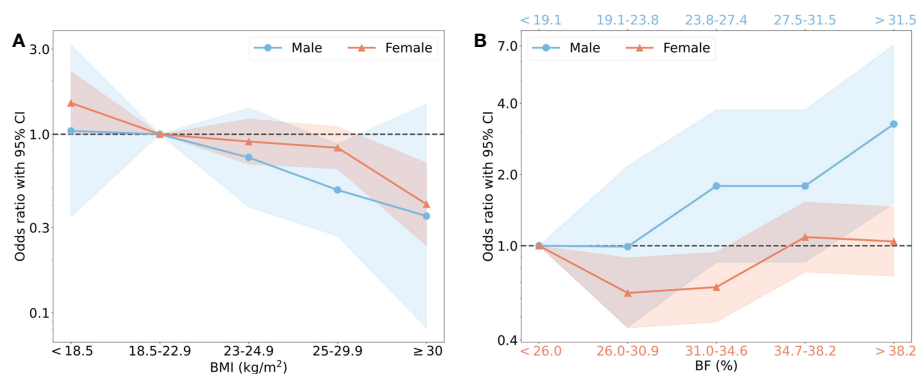 A
Male Female
3.0
1.0
0.3
0.1
Odds ratio with 95% CI
< 18.5 18.5-22.9 23-24.9 25-29.9 ≥ 30
BMI (kg/m²)
B
< 19.1 19.1-23.8 23.8-27.4 27.5-31.5 > 31.5
Male Female
7.0
4.0
2.0
1.0
0.4
Odds ratio with 95% CI
< 26.0 26.0-30.9 31.0-34.6 34.7-38.2 > 38.2
BF (%)